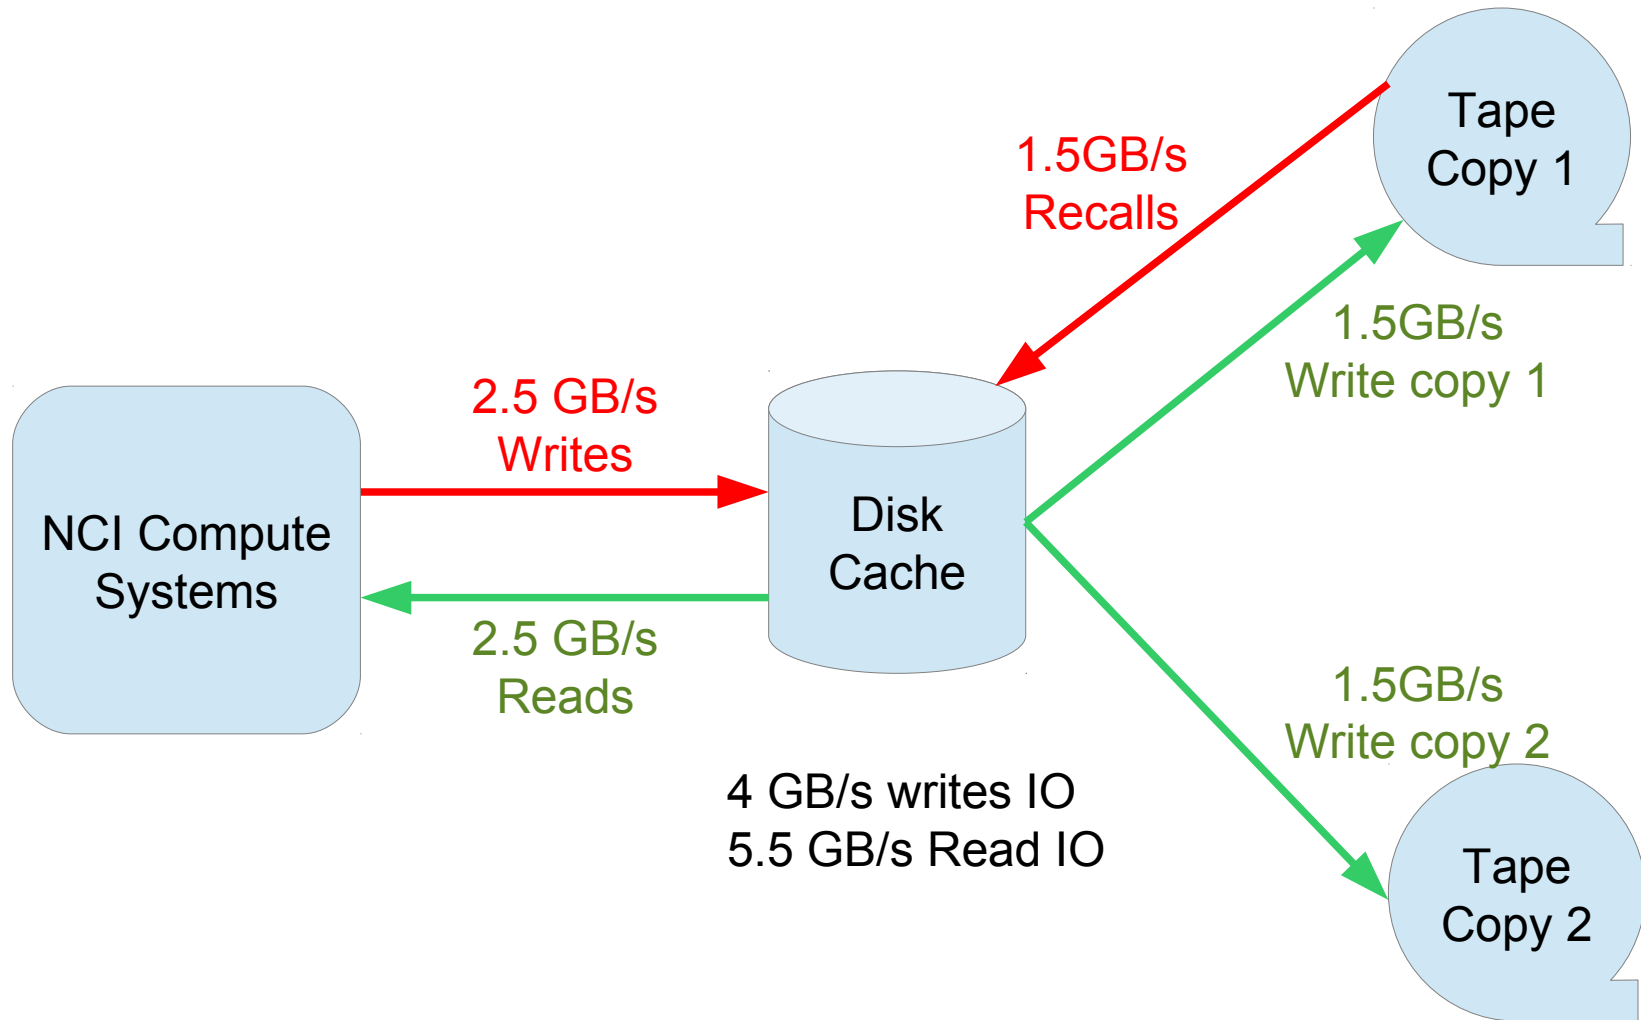 Tape
Copy 1
1.5GB/s
Recalls
1.5GB/s
Write copy 1
2.5 GB/s
Writes
NCI Compute
Systems
Disk
Cache
2.5 GB/s
Reads
1.5GB/s
Write copy 2
4 GB/s writes IO
5.5 GB/s Read IO
Tape
Copy 2